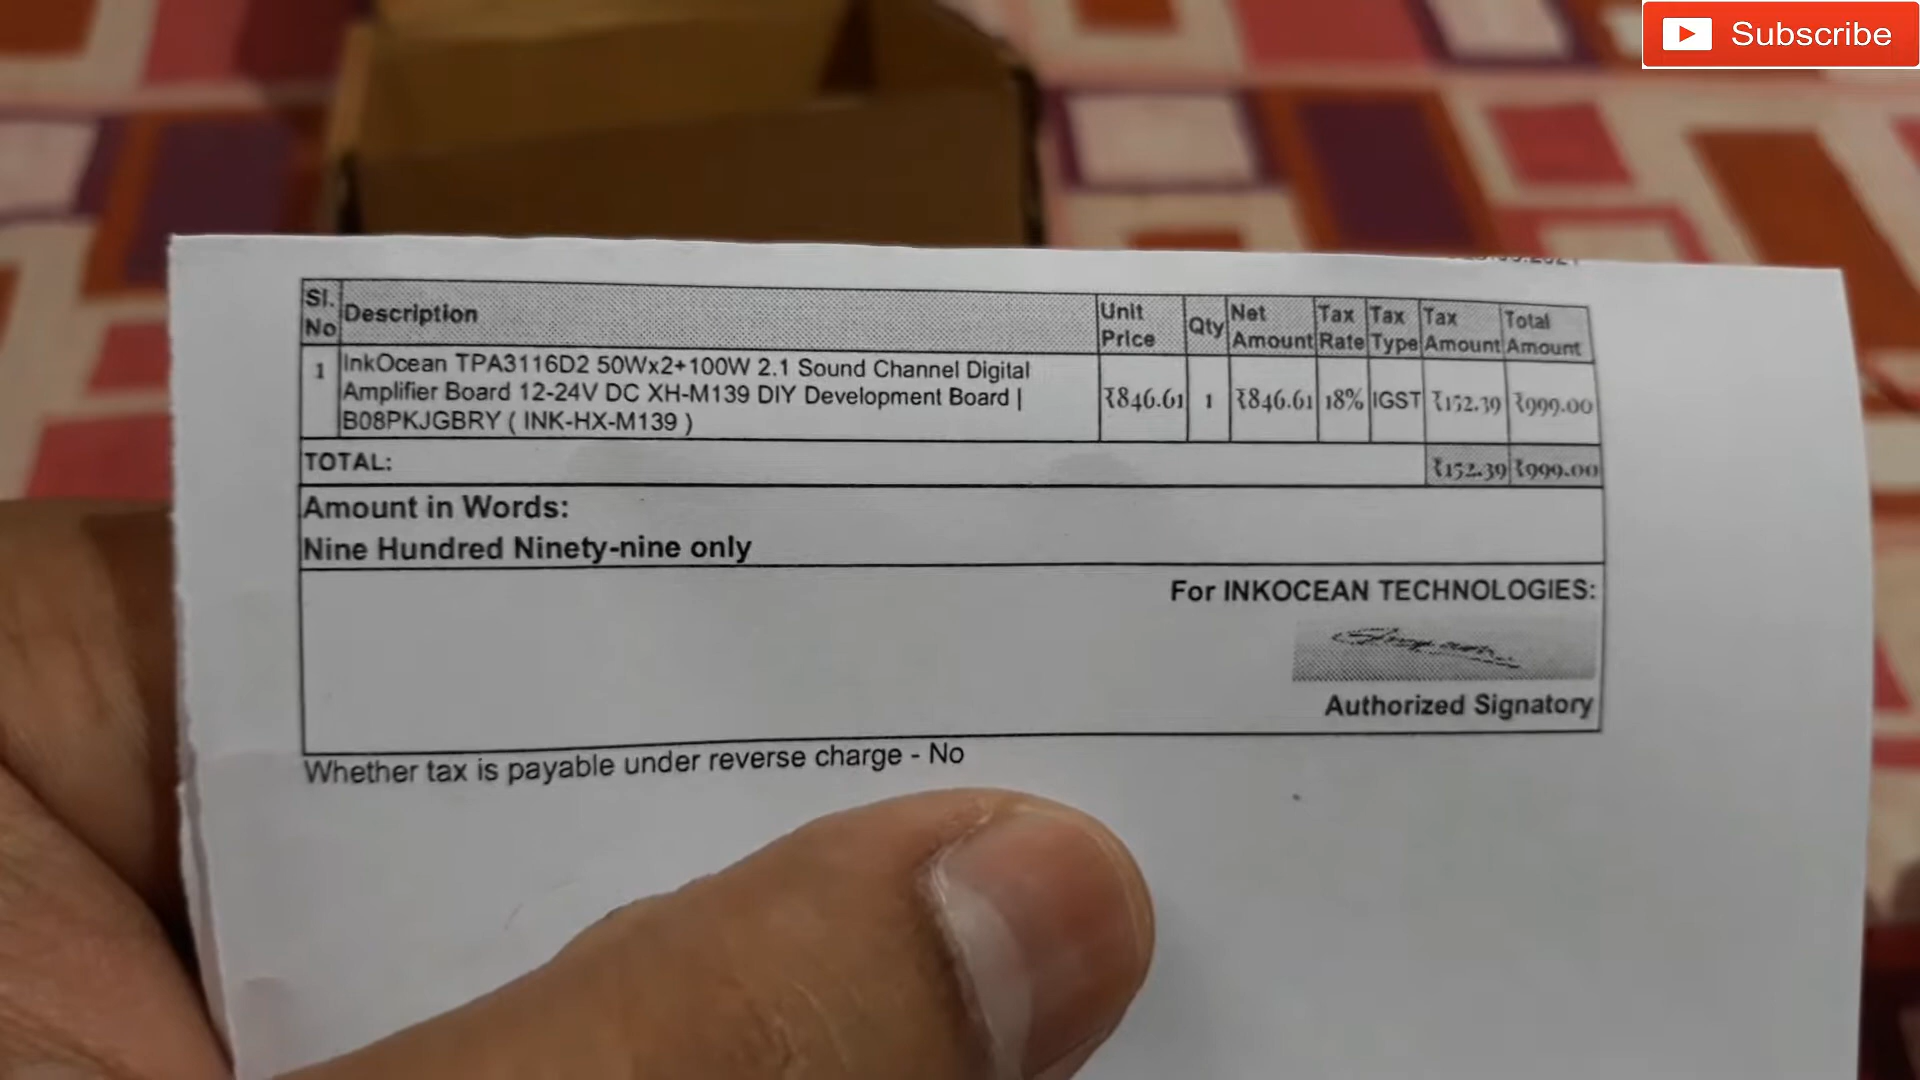 Subscribe
Sl. No Description Unit Price Qty Net Amount Tax Rate Tax Type Tax Amount Total Amount
1 InkOcean TPA3116D2 50Wx2+100W 2.1 Sound Channel Digital
Amplifier Board 12-24V DC XH-M139 DIY Development Board | ₹846.61 1 ₹846.61 18% IGST ₹152.39 ₹999.00
B08PKJGBRY ( INK-HX-M139 )
TOTAL: ₹152.39 ₹999.00
Amount in Words:
Nine Hundred Ninety-nine only
For INKOCEAN TECHNOLOGIES:
Authorized Signatory
Whether tax is payable under reverse charge - No